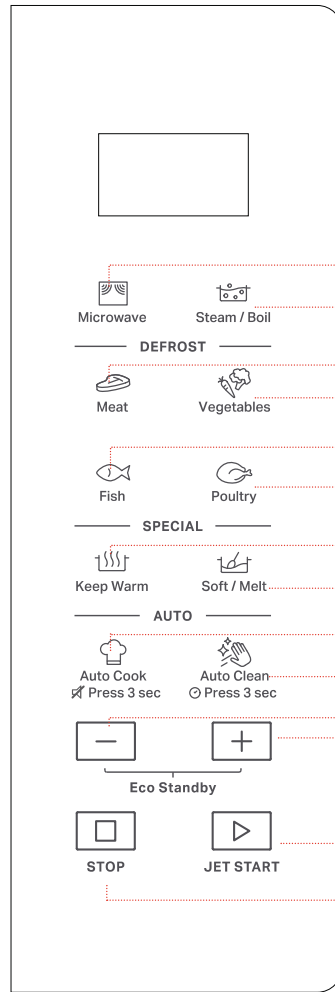 Microwave Steam / Boil
DEFROST
Meat Vegetables
Fish Poultry
SPECIAL
Keep Warm Soft / Melt
AUTO
Auto Cook Auto Clean
Press 3 sec Press 3 sec
Eco Standby
STOP JET START